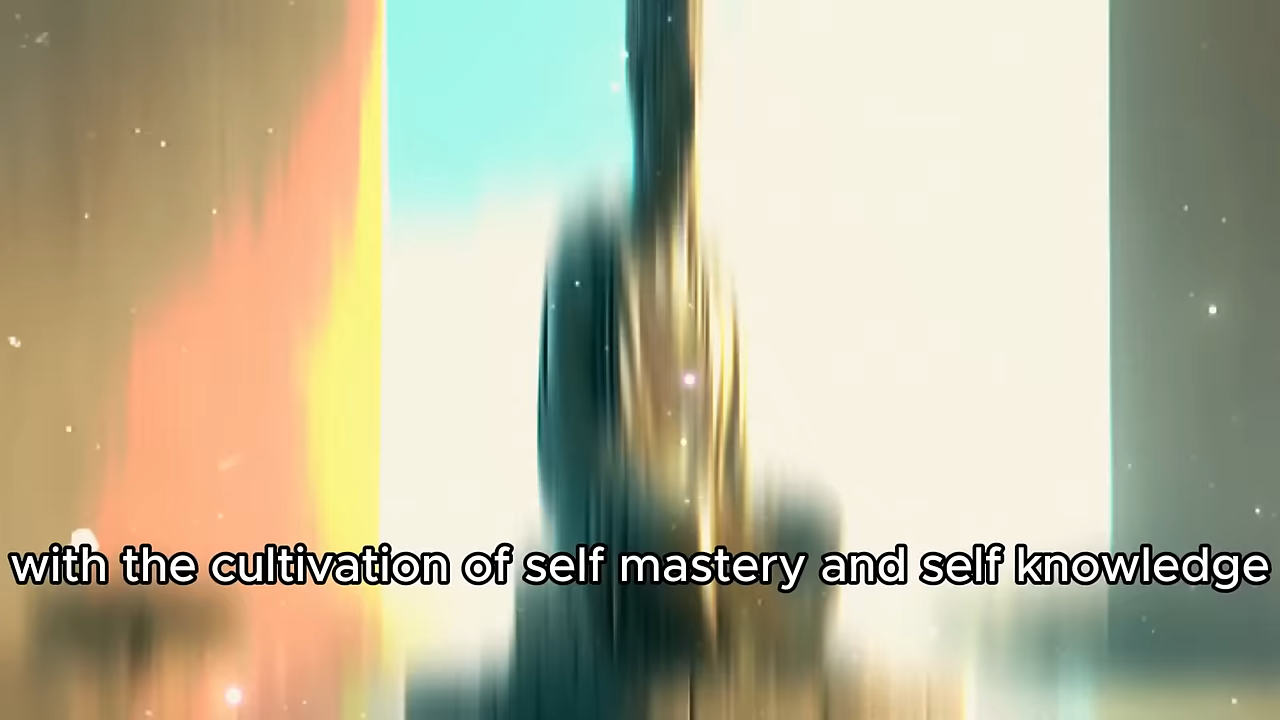 with the cultivation of self mastery and self knowledge